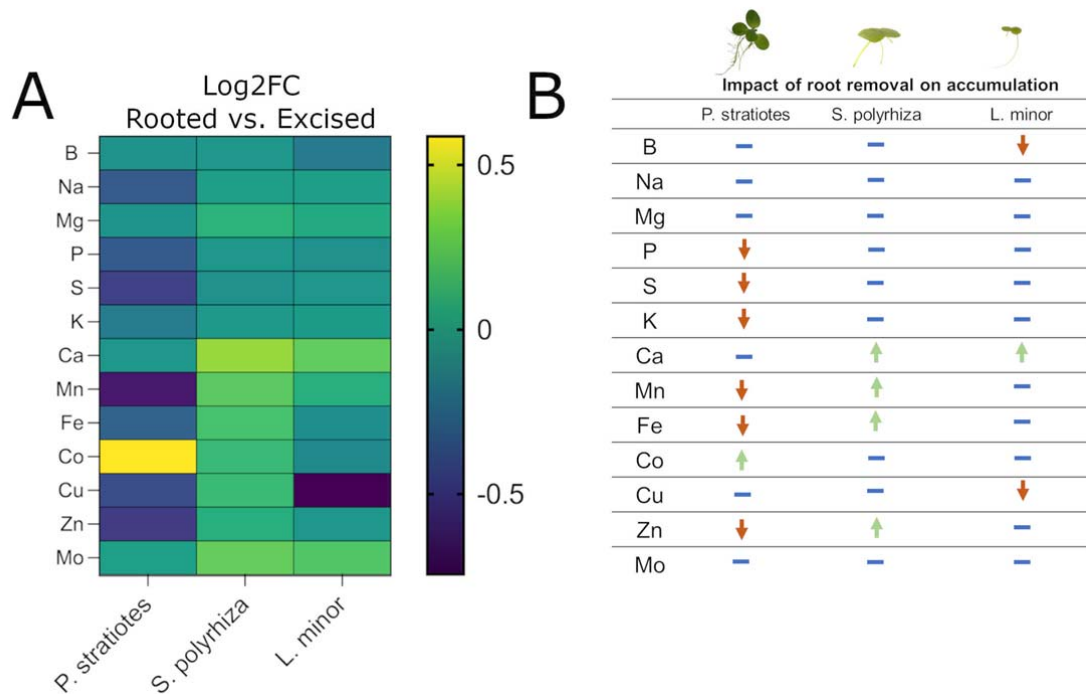 A
Log2FC
Rooted vs. Excised
B
Na
Mg
P
S
K
Ca
Mn
Fe
Co
Cu
Zn
Mo
P. stratiotes
S. polyrhiza
L. minor
0.5
0
-0.5
B
Impact of root removal on accumulation
P. stratiotes S. polyrhiza L. minor
B
Na
Mg
P
S
K
Ca
Mn
Fe
Co
Cu
Zn
Mo